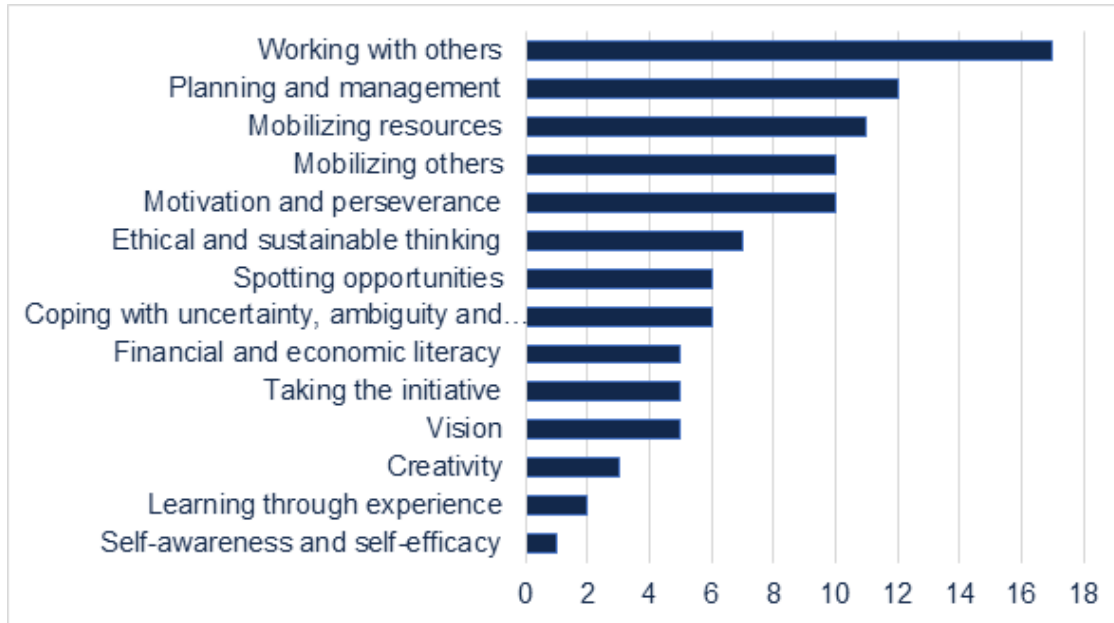 Working with others
Planning and management
Mobilizing resources
Mobilizing others
Motivation and perseverance
Ethical and sustainable thinking
Spotting opportunities
Coping with uncertainty, ambiguity and...
Financial and economic literacy
Taking the initiative
Vision
Creativity
Learning through experience
Self-awareness and self-efficacy
0 2 4 6 8 10 12 14 16 18